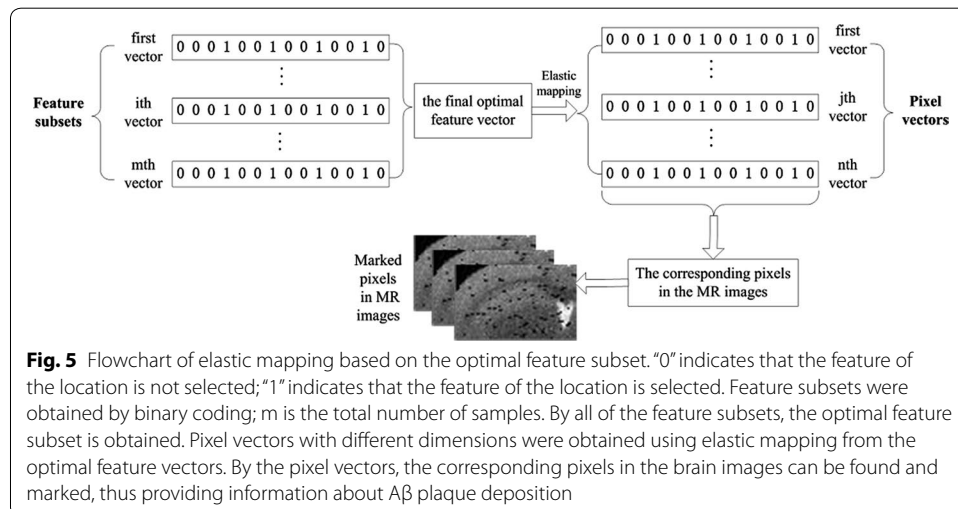 first
vector
0 0 0 1 0 0 1 0 0 1 0 0 1 0
⋮
Feature
subsets
ith
vector
0 0 0 1 0 0 1 0 0 1 0 0 1 0
⋮
mth
vector
0 0 0 1 0 0 1 0 0 1 0 0 1 0
the final optimal
feature vector
Elastic
mapping
0 0 0 1 0 0 1 0 0 1 0 0 1 0
first
vector
⋮
0 0 0 1 0 0 1 0 0 1 0 0 1 0
jth
vector
Pixel
vectors
⋮
0 0 0 1 0 0 1 0 0 1 0 0 1 0
nth
vector
The corresponding pixels
in the MR images
Marked
pixels
in MR
images
Fig. 5 Flowchart of elastic mapping based on the optimal feature subset. “0” indicates that the feature of
the location is not selected; “1” indicates that the feature of the location is selected. Feature subsets were
obtained by binary coding; m is the total number of samples. By all of the feature subsets, the optimal feature
subset is obtained. Pixel vectors with different dimensions were obtained using elastic mapping from the
optimal feature vectors. By the pixel vectors, the corresponding pixels in the brain images can be found and
marked, thus providing information about Aβ plaque deposition